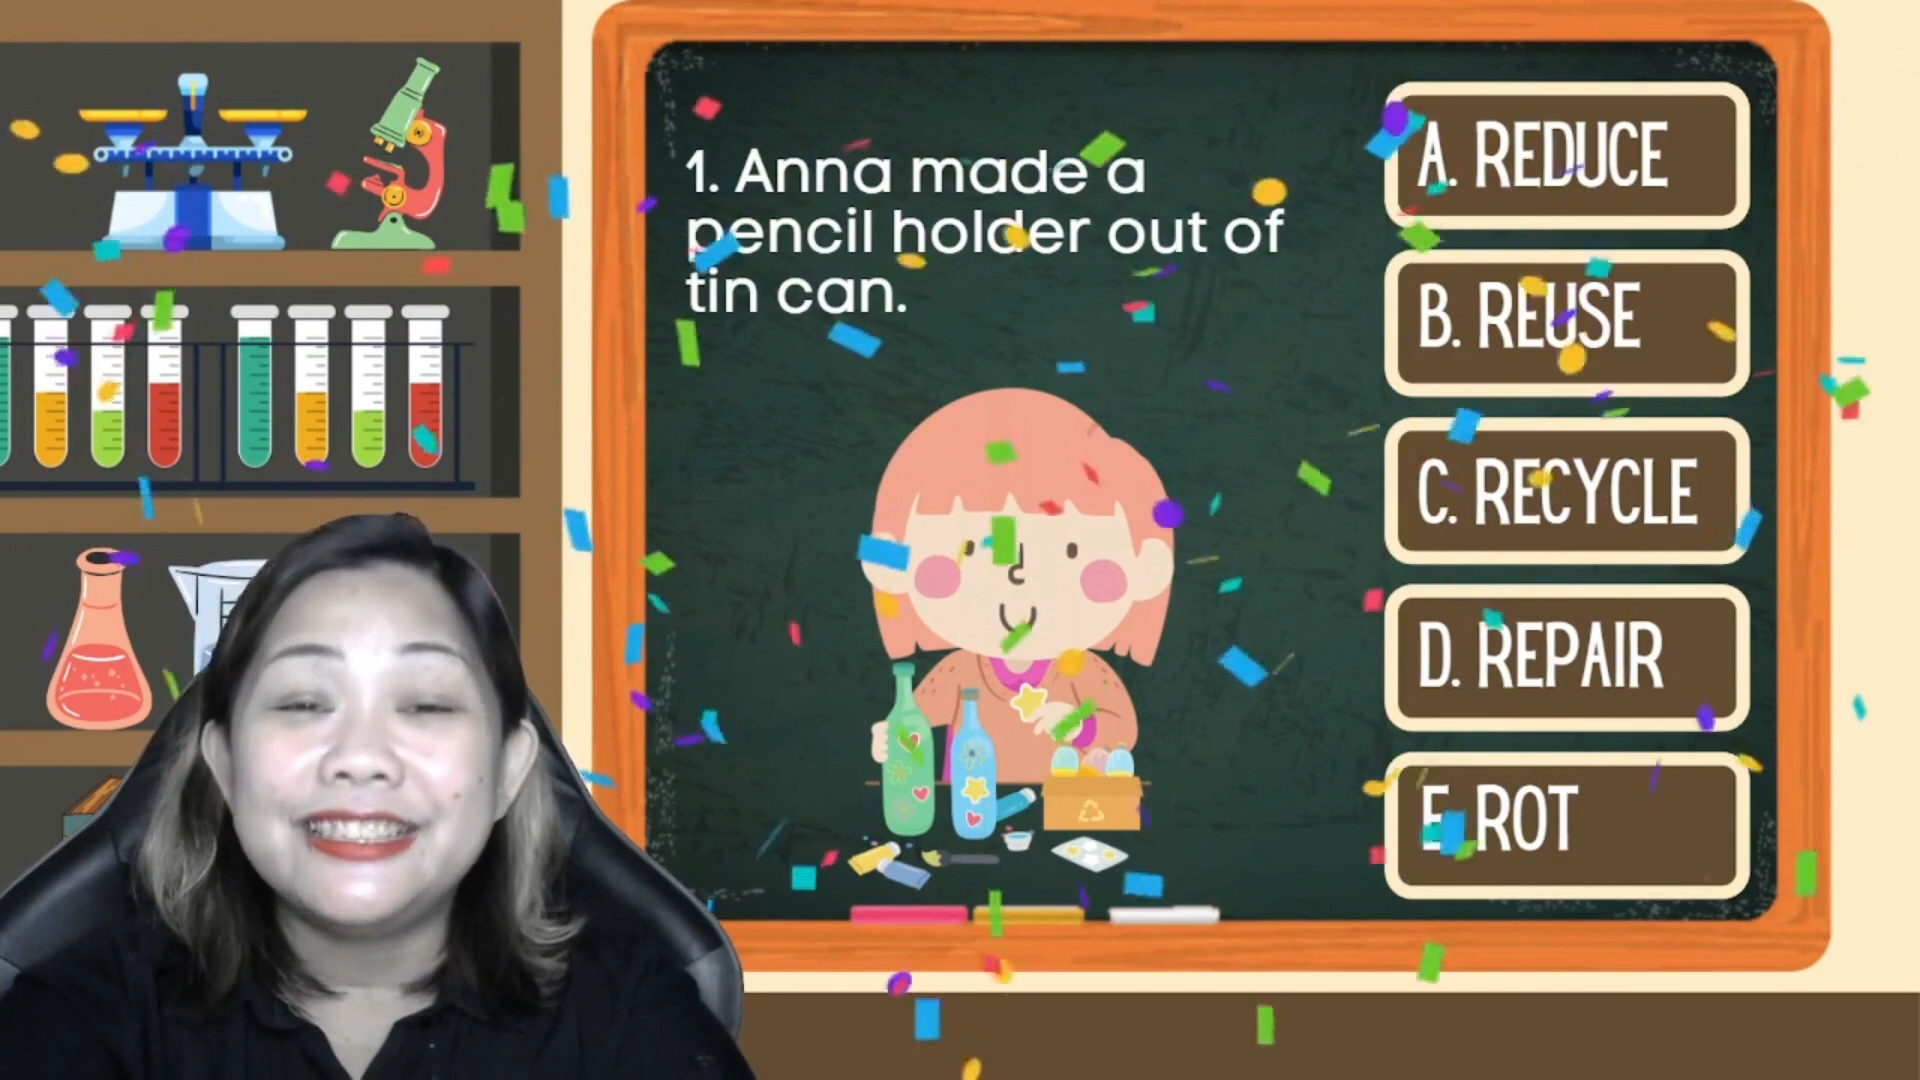 1. Anna made a
pencil holder out of
tin can.
A. REDUCE
B. REUSE
C. RECYCLE
D. REPAIR
E. ROT